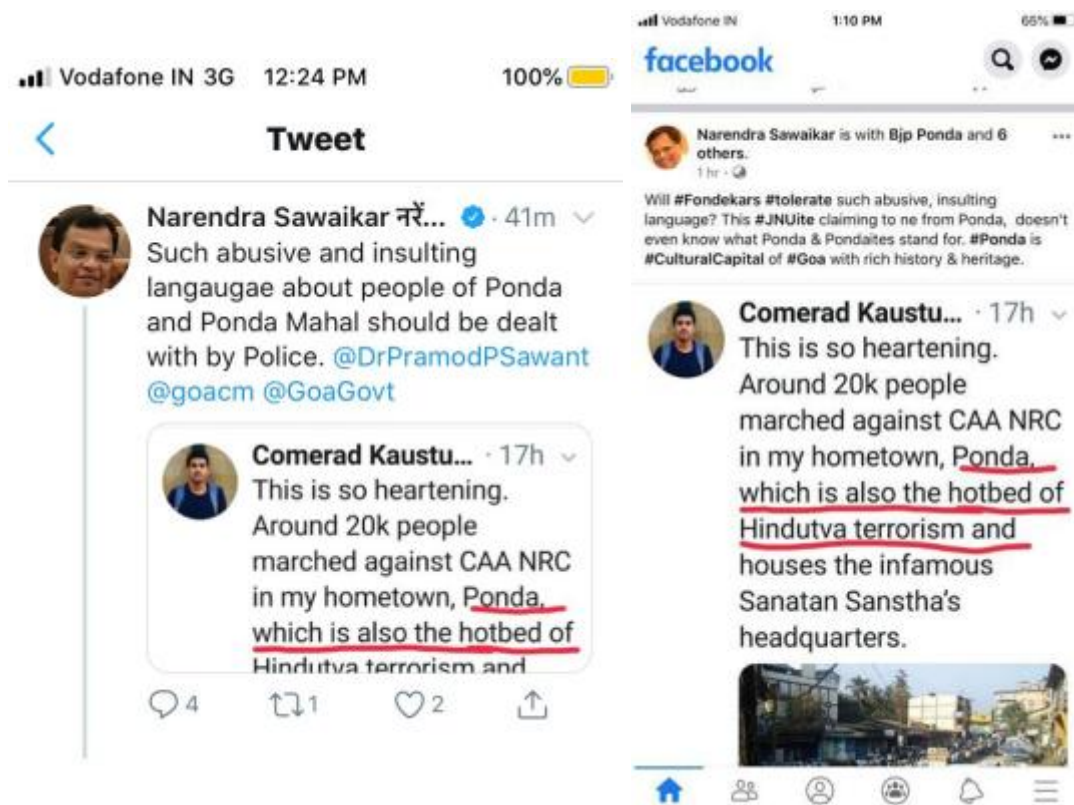 Vodafone IN 3G 12:24 PM 100%
Tweet
Narendra Sawaikar नरें... · 41m
Such abusive and insulting
langaugae about people of Ponda
and Ponda Mahal should be dealt
with by Police. @DrPramodPSawant
@goacm @GoaGovt
Comerad Kaustu... · 17h
This is so heartening.
Around 20k people
marched against CAA NRC
in my hometown, Ponda,
which is also the hotbed of
Hindutva terrorism and
4 1 2
Vodafone IN 1:10 PM 65%
facebook
Narendra Sawaikar is with Bjp Ponda and 6
others.
1 hr ·
Will #Fondekars #tolerate such abusive, insulting
language? This #JNUite claiming to ne from Ponda, doesn't
even know what Ponda & Pondaites stand for. #Ponda is
#CulturalCapital of #Goa with rich history & heritage.
Comerad Kaustu... · 17h
This is so heartening.
Around 20k people
marched against CAA NRC
in my hometown, Ponda,
which is also the hotbed of
Hindutva terrorism and
houses the infamous
Sanatan Sanstha's
headquarters.